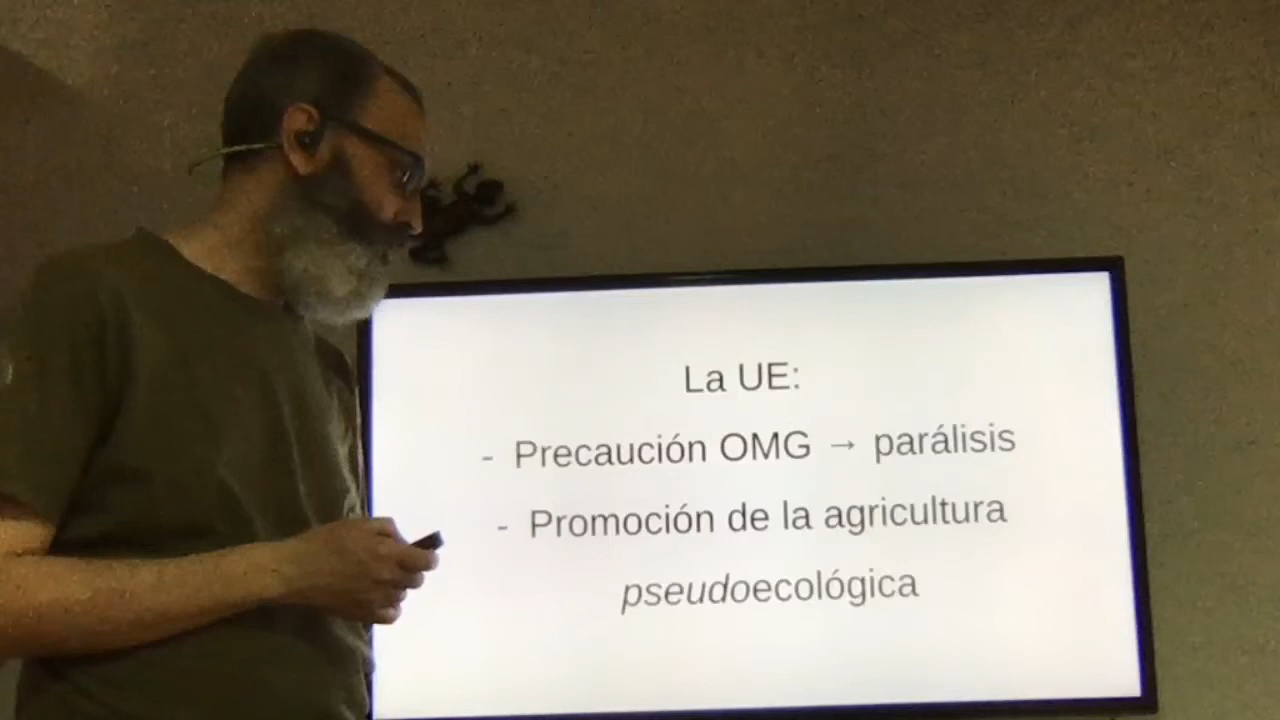 La UE:
- Precaución OMG → parálisis
- Promoción de la agricultura
pseudoecológica